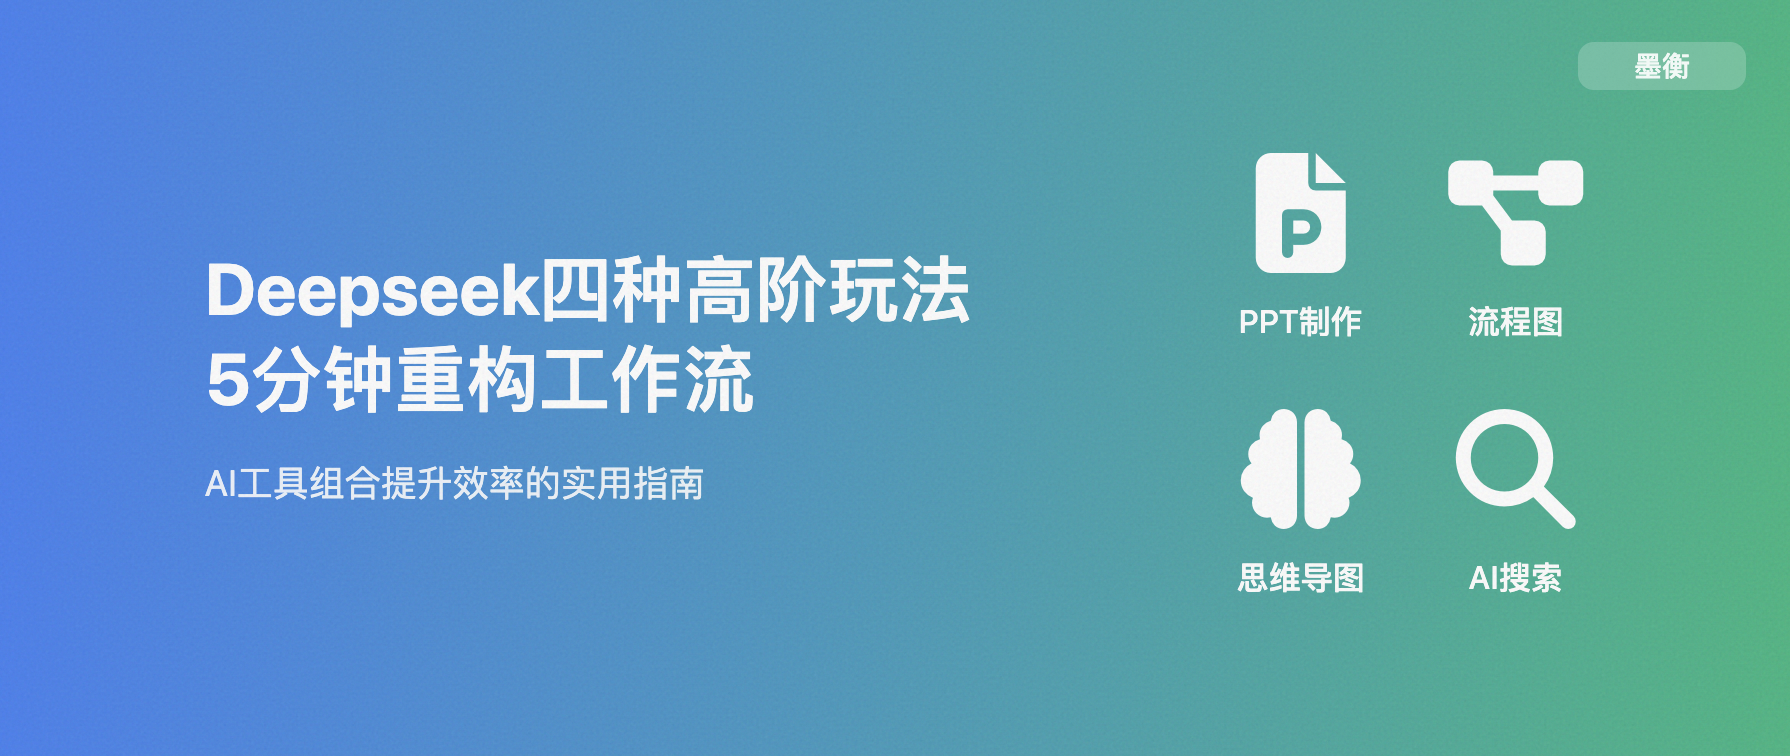 墨衡
Deepseek四种高阶玩法
5分钟重构工作流
AI工具组合提升效率的实用指南
P
PPT制作
流程图
思维导图
AI搜索